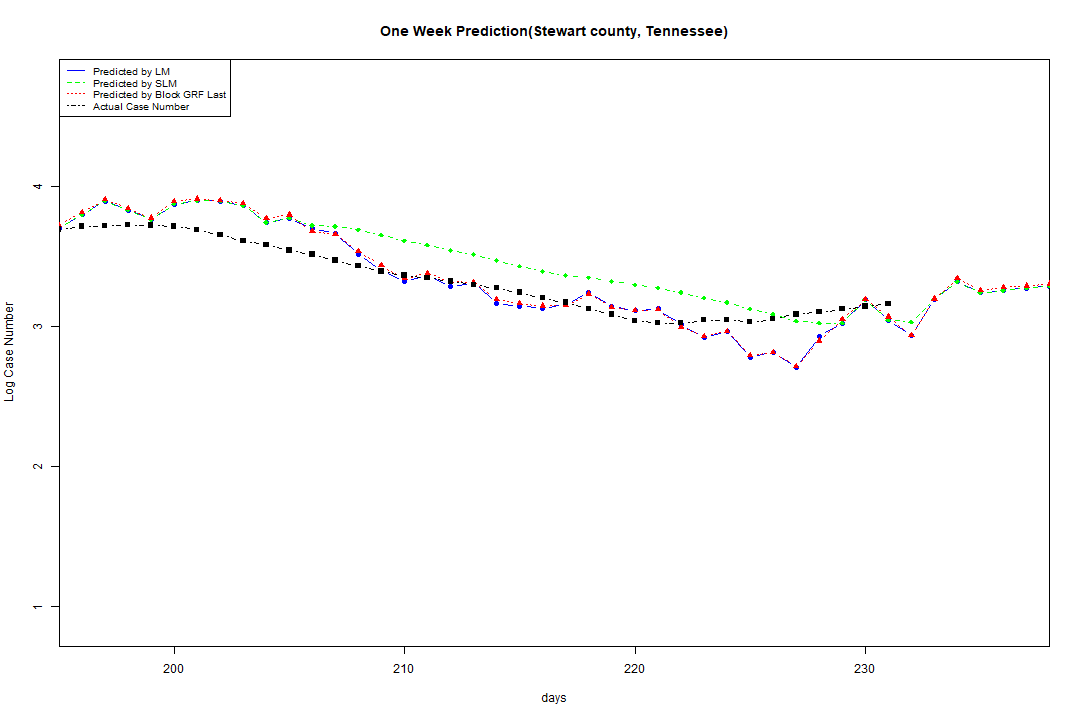 One Week Prediction(Stewart county, Tennessee)
Predicted by LM
Predicted by SLM
Predicted by Block GRF Last
Actual Case Number
Log Case Number
4
3
2
1
200
210
220
230
days